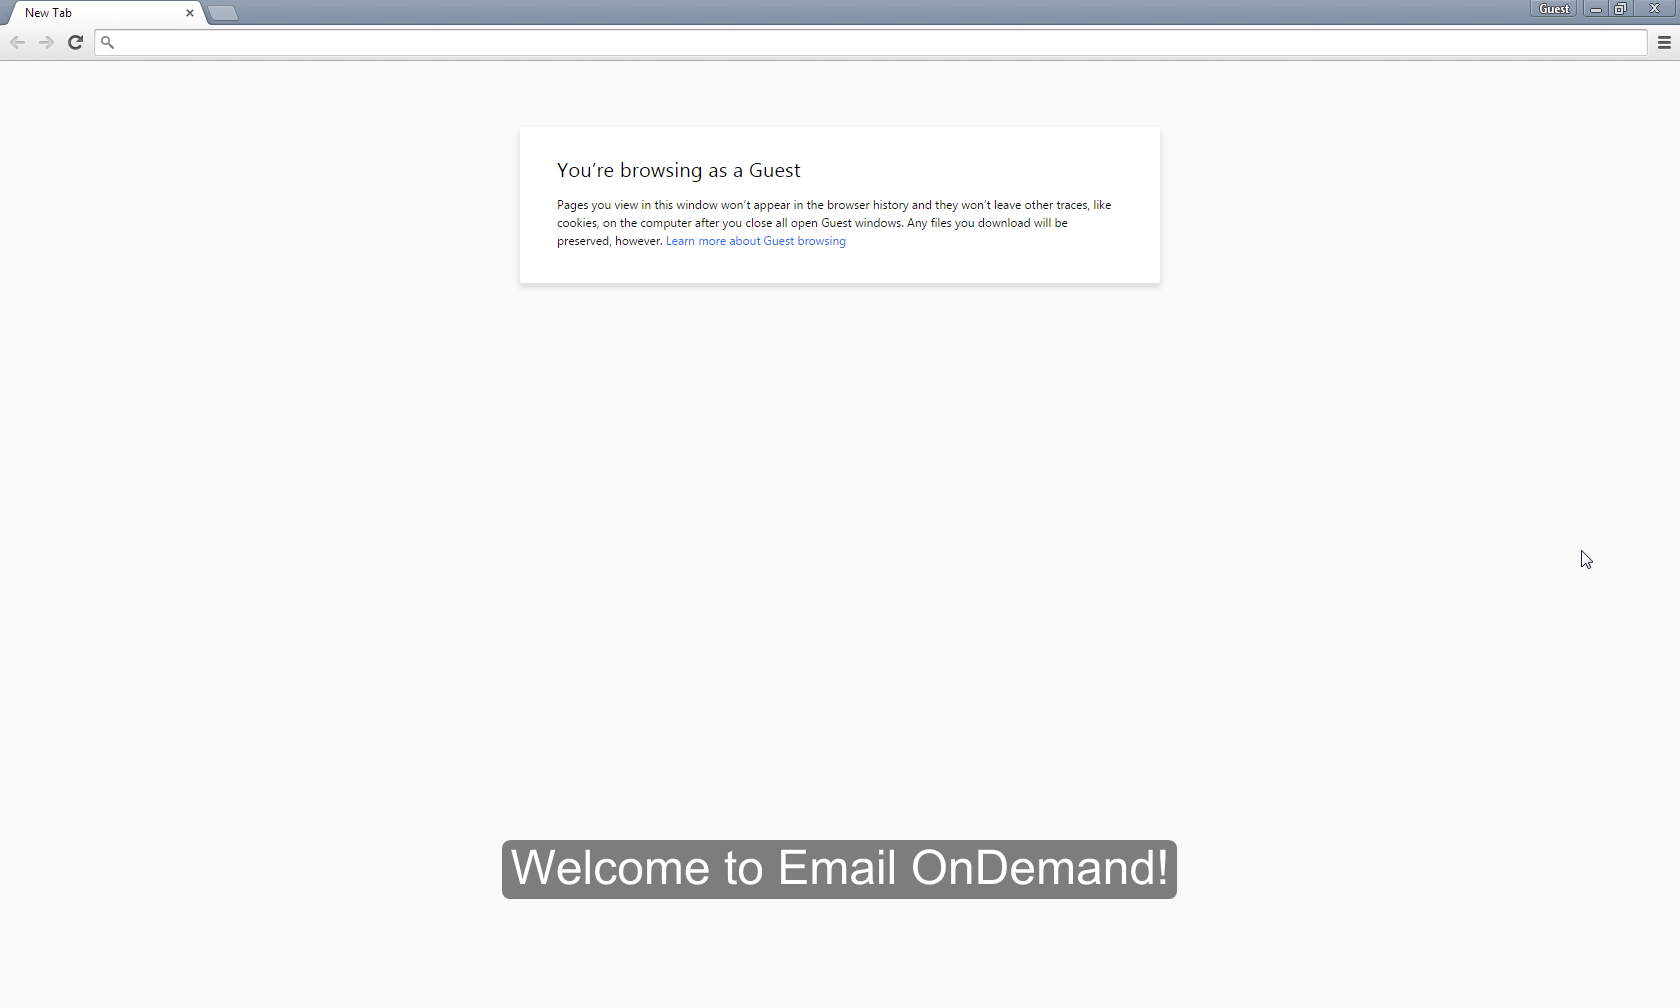 New Tab
Guest
You're browsing as a Guest
Pages you view in this window won't appear in the browser history and they won't leave other traces, like
cookies, on the computer after you close all open Guest windows. Any files you download will be
preserved, however. Learn more about Guest browsing
Welcome to Email OnDemand!